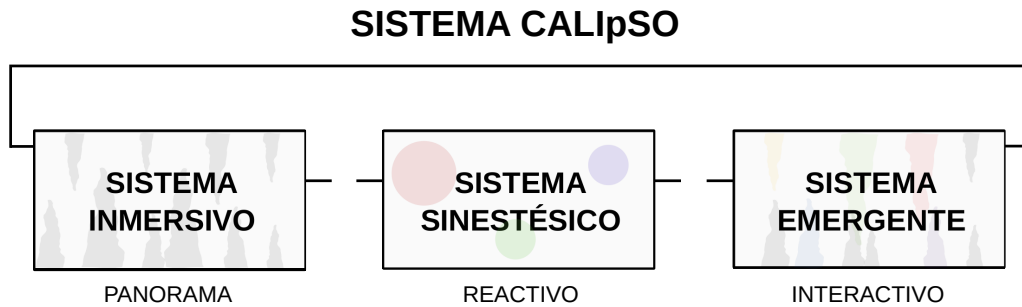 SISTEMA CALIpSO
SISTEMA
INMERSIVO
SISTEMA
SINESTÉSICO
SISTEMA
EMERGENTE
PANORAMA
REACTIVO
INTERACTIVO